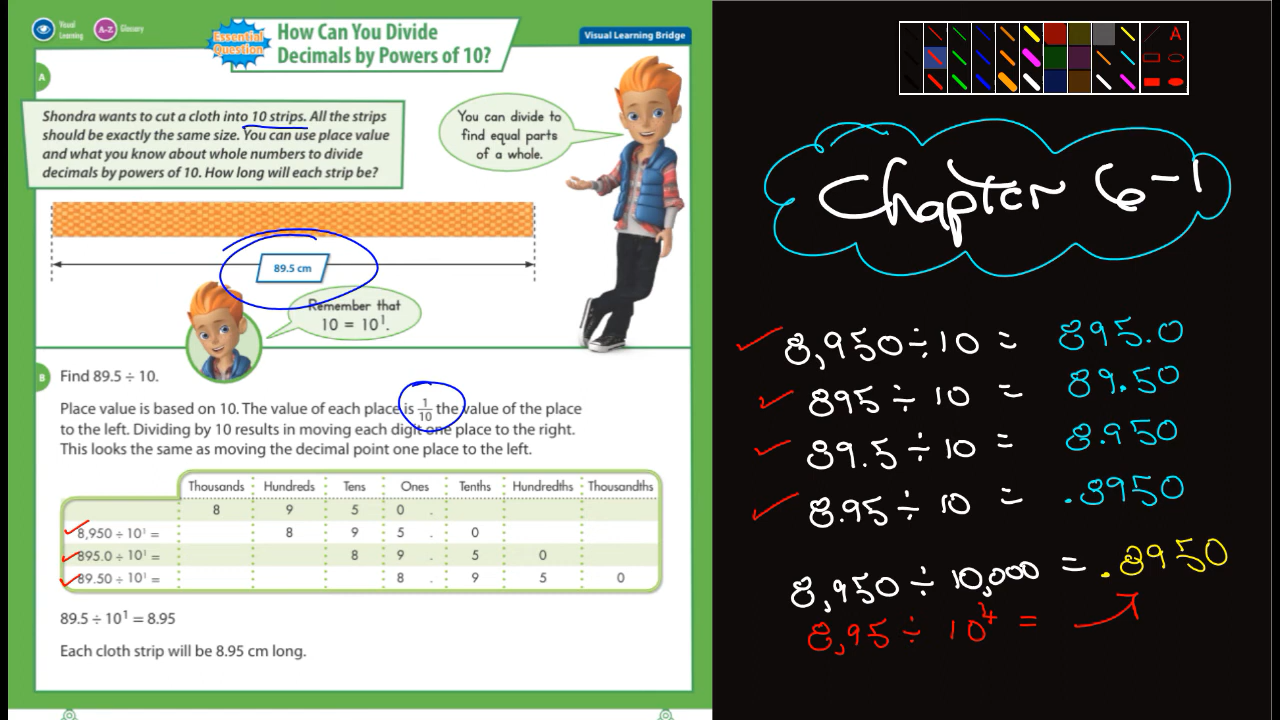 Visual
Learning
A-Z
Glossary
Essential
Question
How Can You Divide
Decimals by Powers of 10?
Visual Learning Bridge
A
Shondra wants to cut a cloth into 10 strips. All the strips
should be exactly the same size. You can use place value
and what you know about whole numbers to divide
decimals by powers of 10. How long will each strip be?
You can divide to
find equal parts
of a whole.
89.5 cm
Remember that
10 = 10¹.
B
Find 89.5 ÷ 10.
Place value is based on 10. The value of each place is 1/10 the value of the place
to the left. Dividing by 10 results in moving each digit one place to the right.
This looks the same as moving the decimal point one place to the left.
Thousands Hundreds Tens Ones Tenths Hundredths Thousandths
8 9 5 0 .
8,950 ÷ 10¹ = 8 9 5 . 0
895.0 ÷ 10¹ = 8 9 . 5 0
89.50 ÷ 10¹ = 8 . 9 5 0
89.5 ÷ 10¹ = 8.95
Each cloth strip will be 8.95 cm long.
A
Chapter 6-1
8,950 ÷ 10 = 895.0
895 ÷ 10 = 89.50
89.5 ÷ 10 = 8.950
8.95 ÷ 10 = .8950
8,950 ÷ 10,000 = .8950
8,95 ÷ 10⁴ =